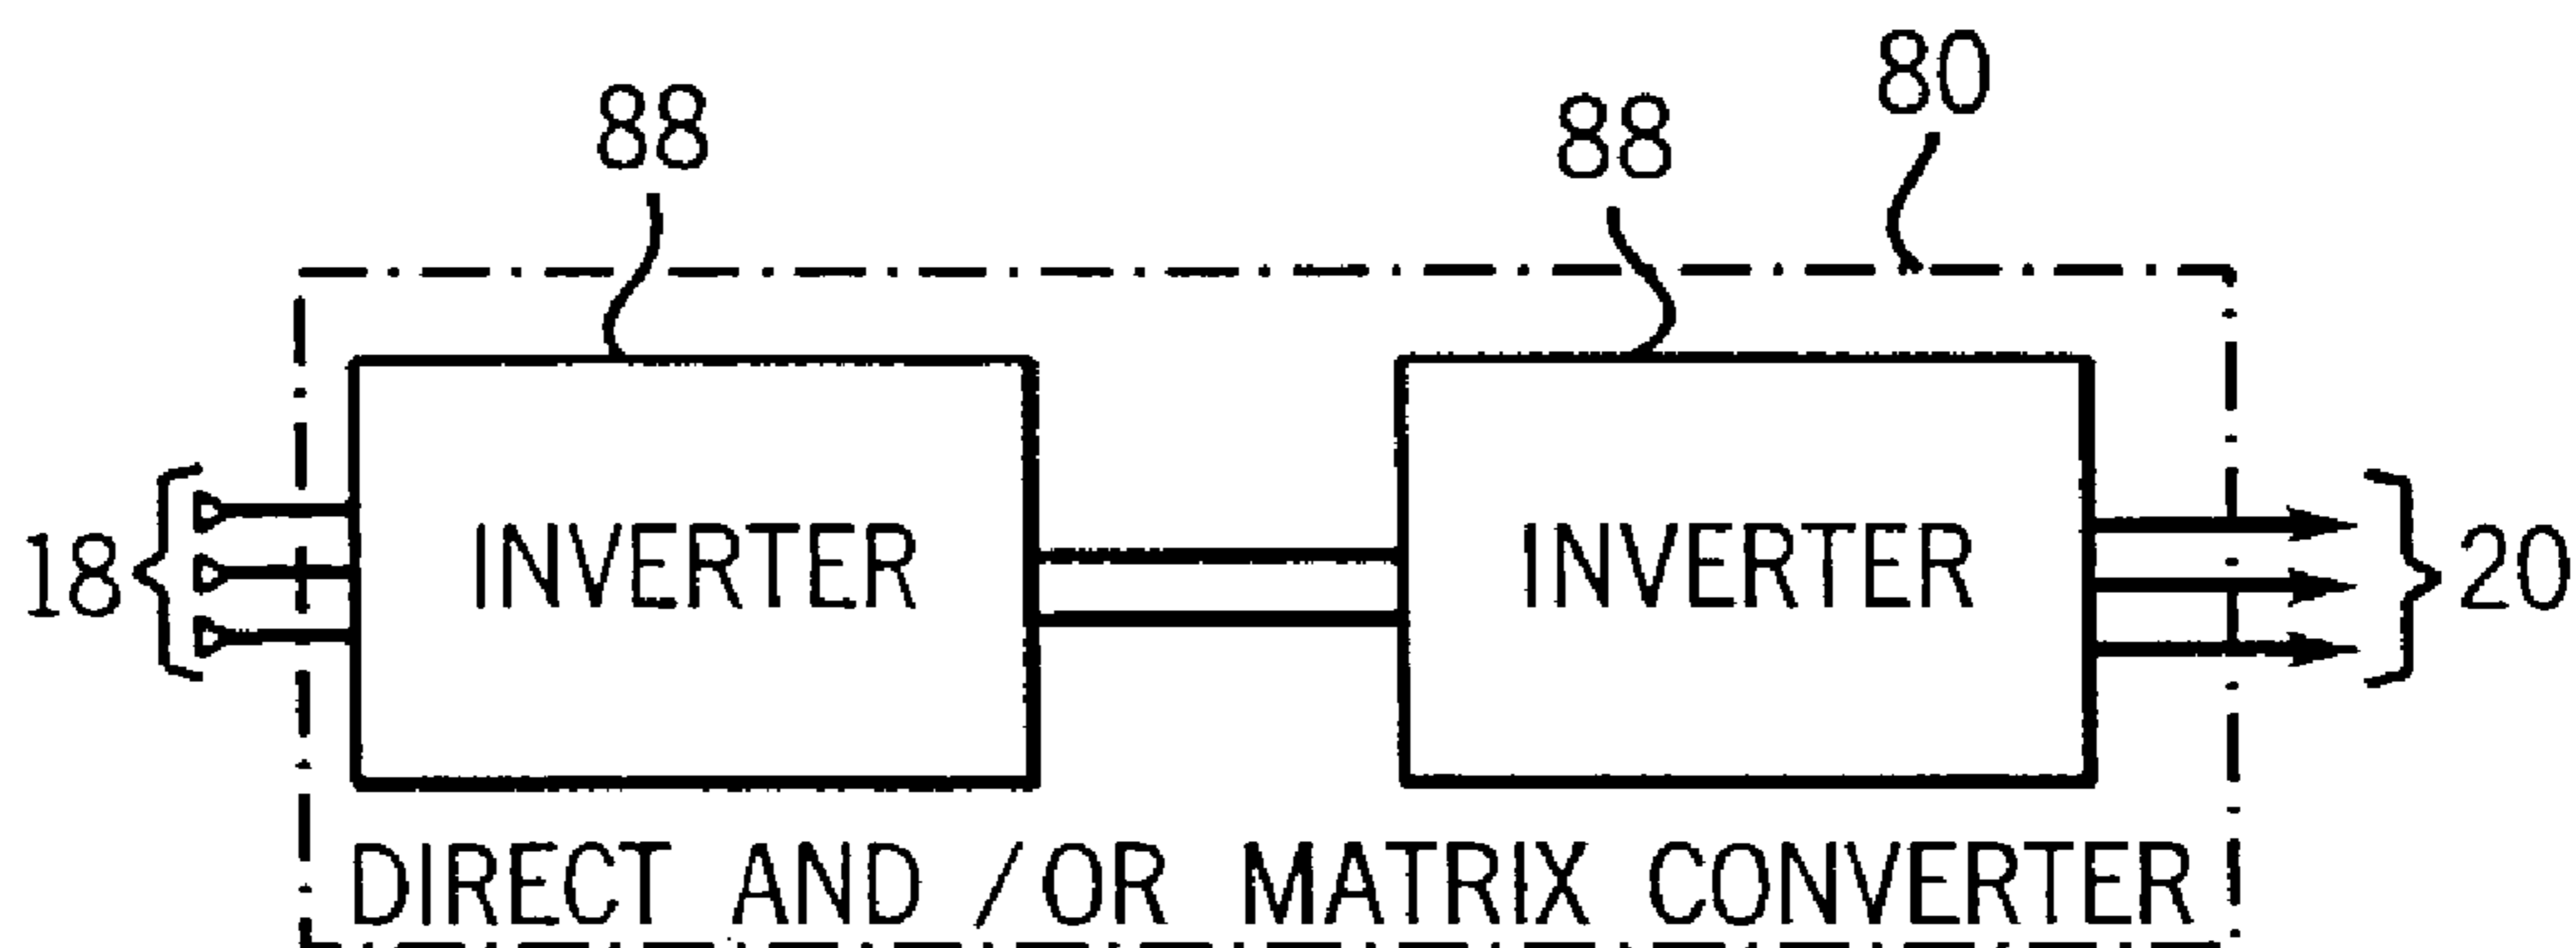 80
88
88
18
INVERTER
INVERTER
20
DIRECT AND /OR MATRIX CONVERTER